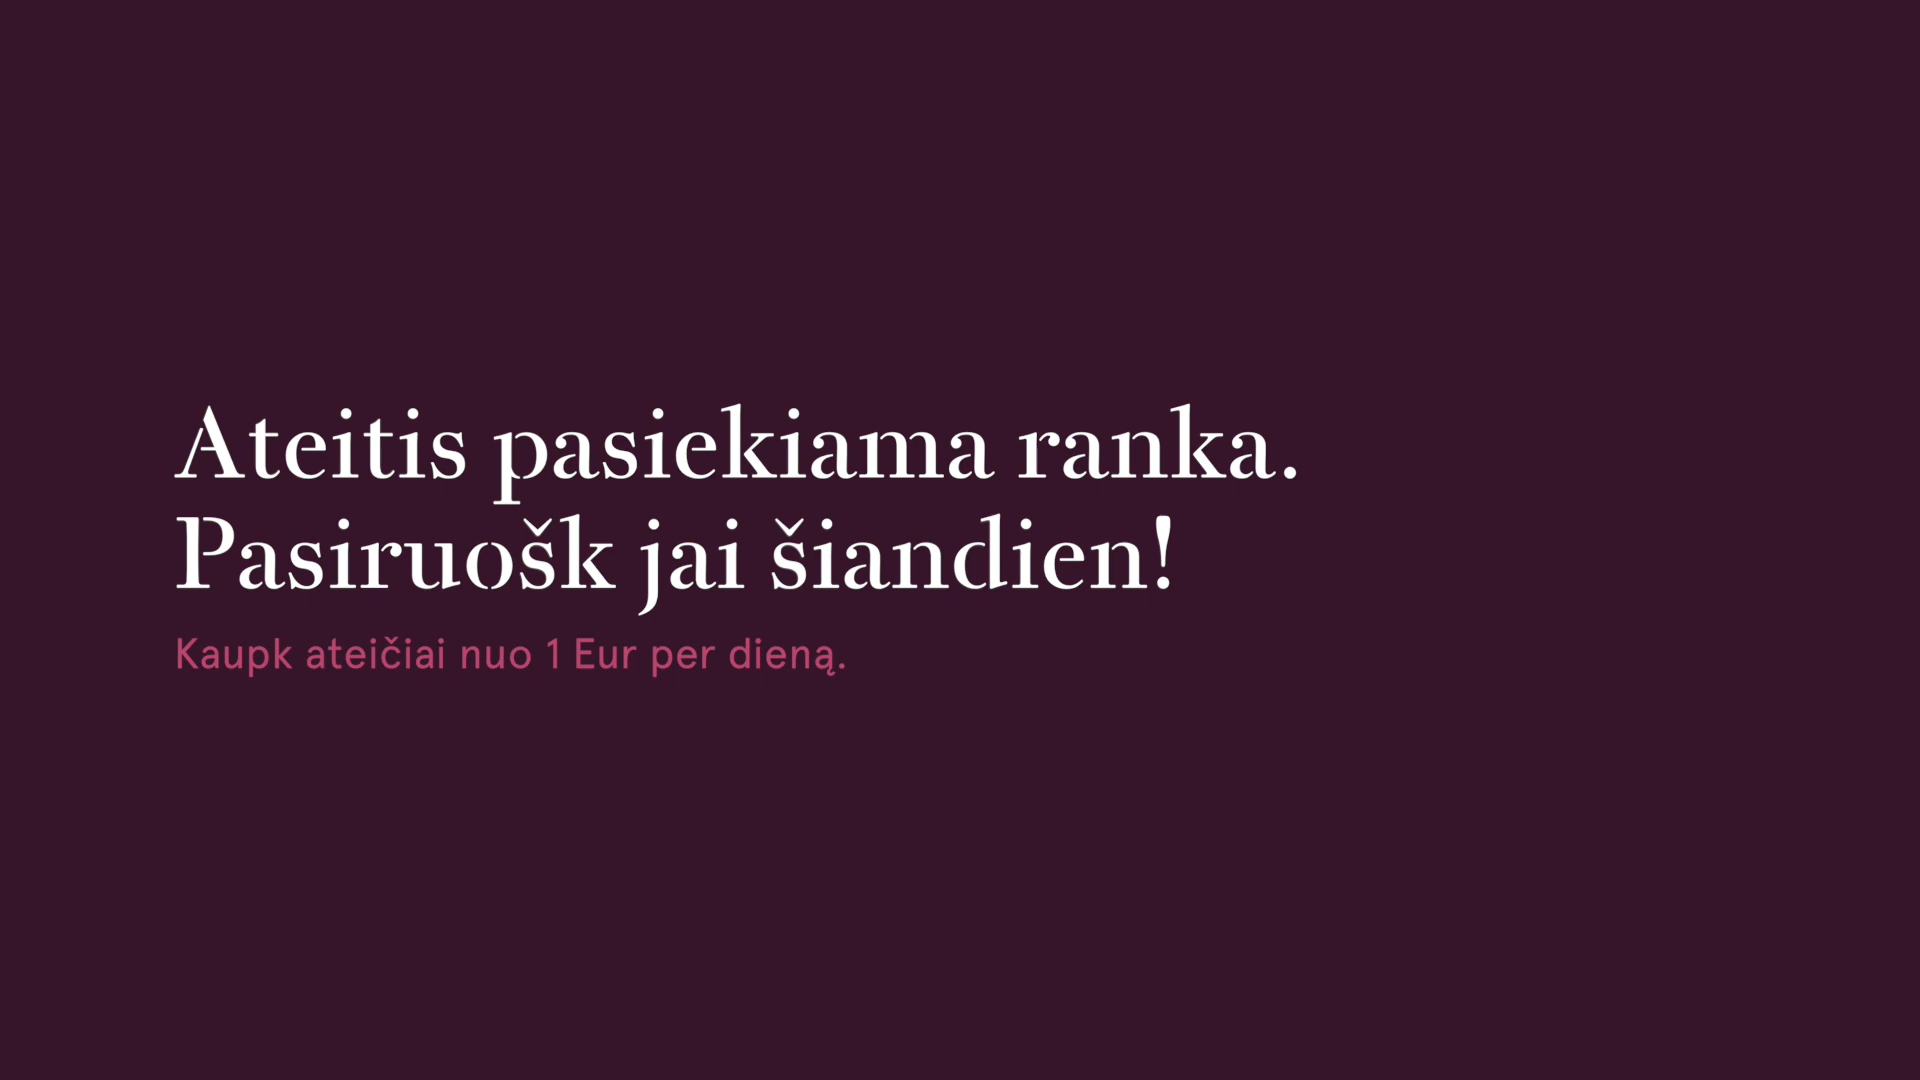 Ateitis pasiekiama ranka.
Pasiruošk jai šiandien!
Kaupk ateičiai nuo 1 Eur per dieną.